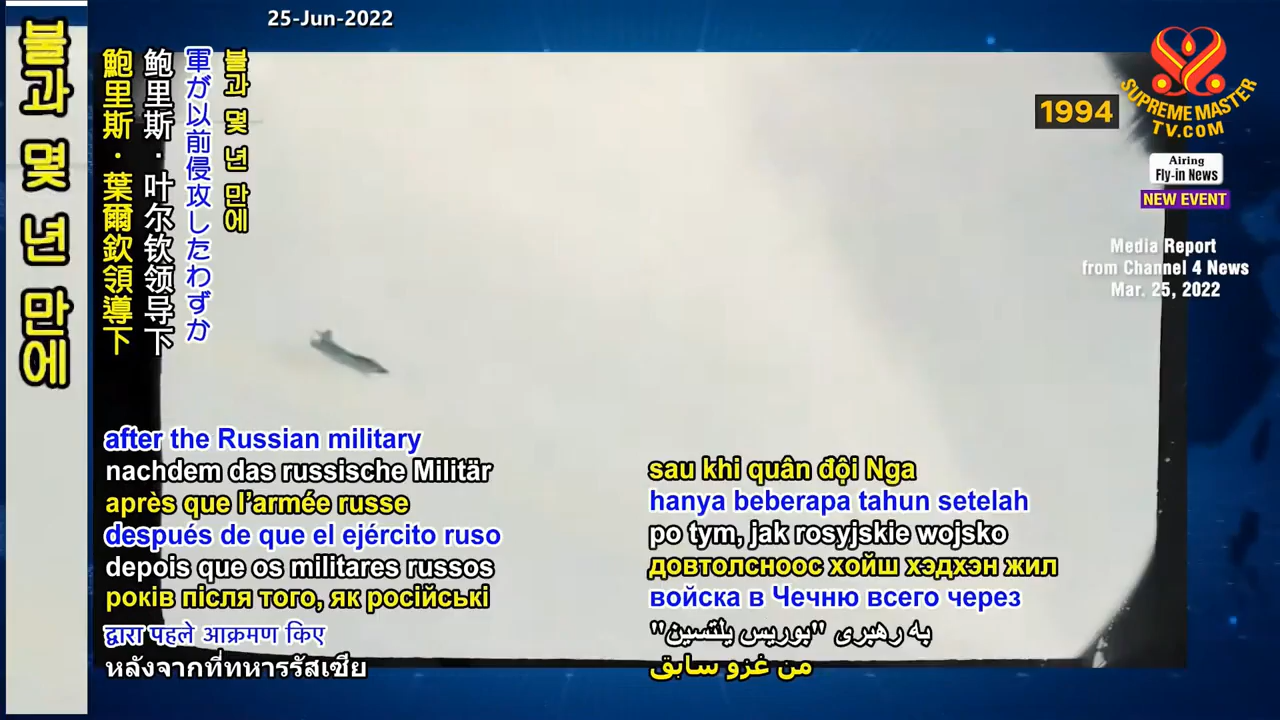 25-Jun-2022
불과 몇 년 만에
鮑里斯·葉爾欽領導下
鲍里斯·叶尔钦领导下
軍が以前侵攻したわずか
불과 몇 년 만에
1994
SUPREME MASTER
TV.COM
Airing
Fly-in News
NEW EVENT
Media Report
from Channel 4 News
Mar. 25, 2022
after the Russian military
nachdem das russische Militär
après que l’armée russe
después de que el ejército ruso
depois que os militares russos
років після того, як російські
द्वारा पहले आक्रमण किए
หลังจากที่ทหารรัสเซีย
sau khi quân đội Nga
hanya beberapa tahun setelah
po tym, jak rosyjskie wojsko
довтолсноос хойш хэдхэн жил
войска в Чечню всего через
به رهبری "بوریس یلتسین"
من غزو سابق